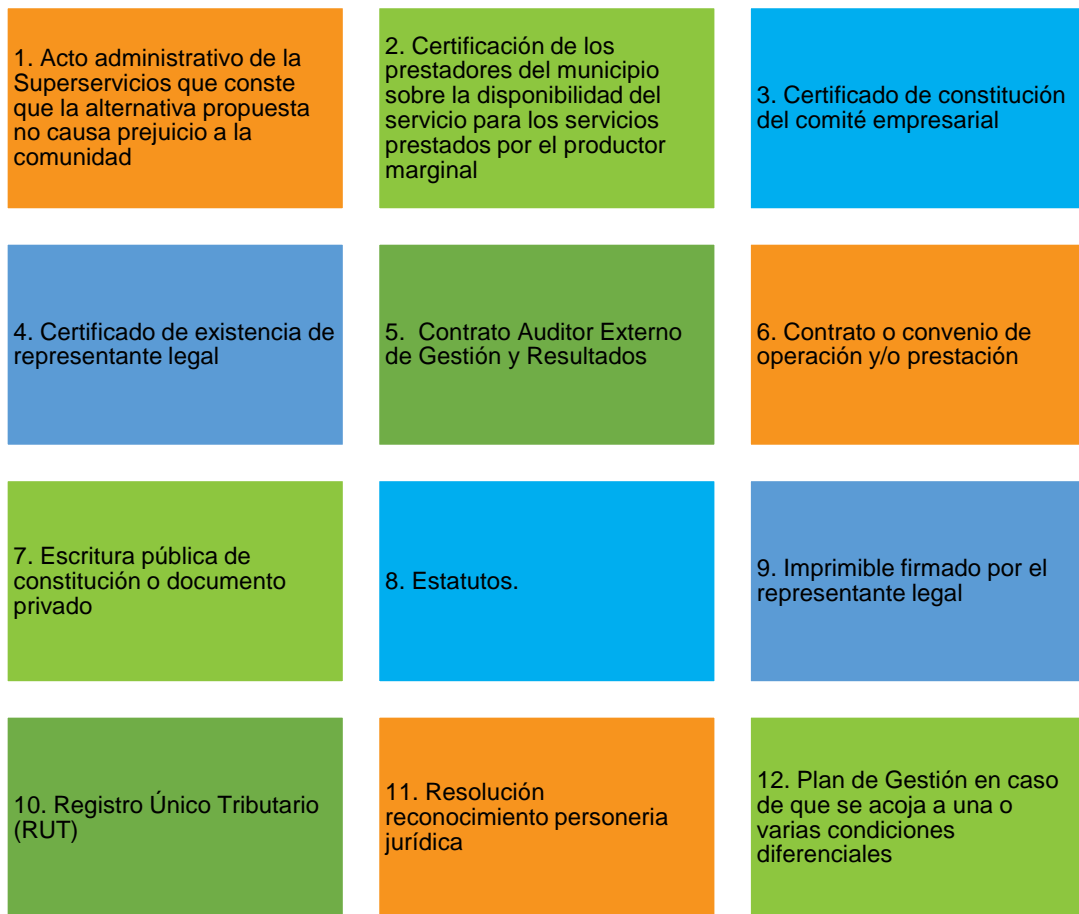 1. Acto administrativo de la
Superservicios que conste
que la alternativa propuesta
no causa prejuicio a la
comunidad
2. Certificación de los
prestadores del municipio
sobre la disponibilidad del
servicio para los servicios
prestados por el productor
marginal
3. Certificado de constitución
del comité empresarial
4. Certificado de existencia de
representante legal
5. Contrato Auditor Externo
de Gestión y Resultados
6. Contrato o convenio de
operación y/o prestación
7. Escritura pública de
constitución o documento
privado
8. Estatutos.
9. Imprimible firmado por el
representante legal
10. Registro Único Tributario
(RUT)
11. Resolución
reconocimiento personeria
jurídica
12. Plan de Gestión en caso
de que se acoja a una o
varias condiciones
diferenciales